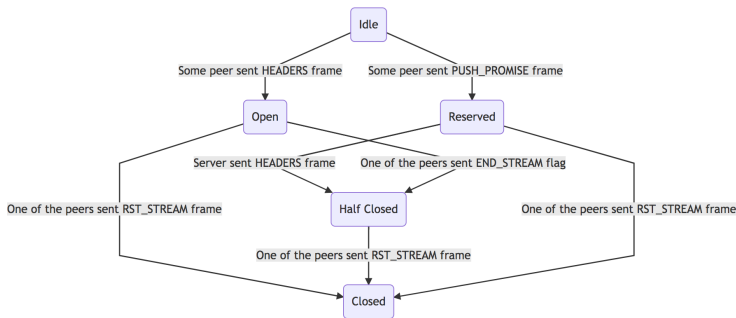 Idle
Some peer sent HEADERS frame
Some peer sent PUSH_PROMISE frame
Open
Reserved
Server sent HEADERS frame
One of the peers sent END_STREAM flag
One of the peers sent RST_STREAM frame
Half Closed
One of the peers sent RST_STREAM frame
One of the peers sent RST_STREAM frame
Closed